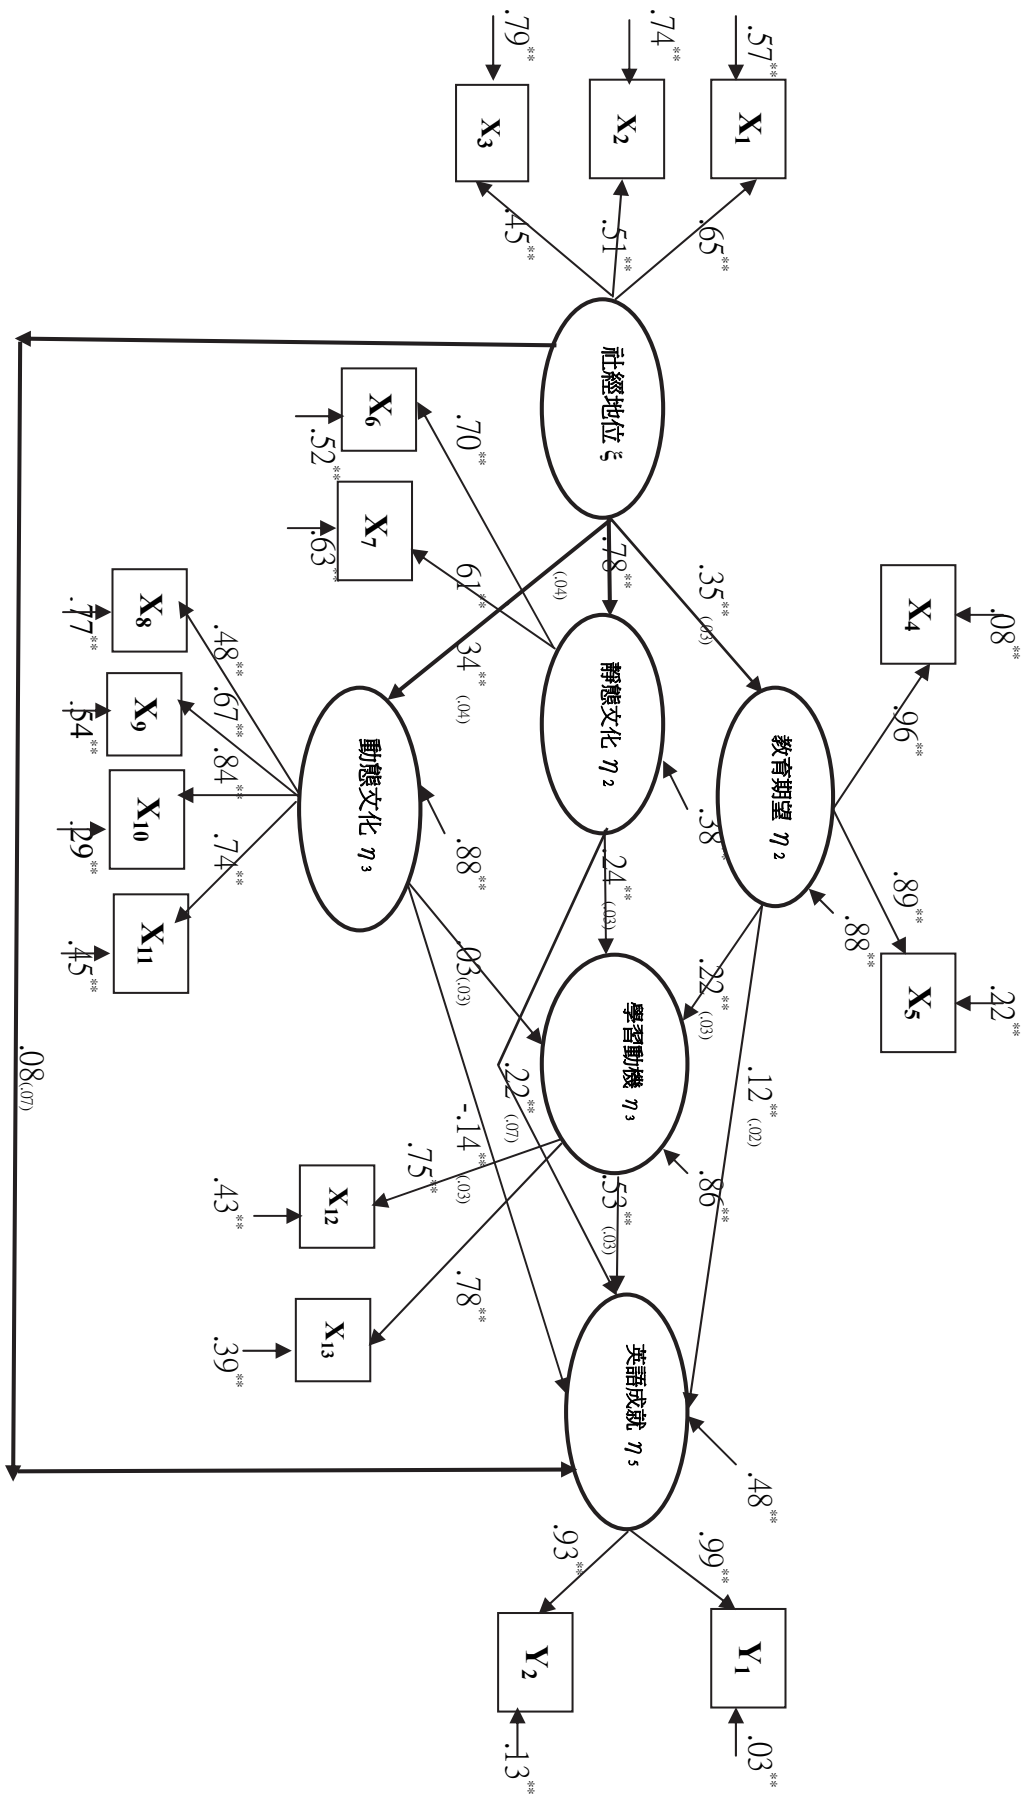 .08**
.22**
X4
.96**
.89**
X5
.88**
教育期望 η2
.57**
X1
.12** (.02)
.48**
Y1
.03**
.65**
.35** (.03)
.38*
.22** (.03)
.86**
.99**
.74**
X2
.51**
社經地位 ξ
.78**
(.04)
靜態文化 η2
.24** (.03)
學習動機 η3
.53** (.03)
英語成就 η5
.93**
.79**
X3
.45**
.22** (.07)
Y2
.13**
.70**
61**
34** (.04)
.88**
.03(.03)
-.14** (.03)
.78**
.75**
X6
X7
動態文化 η3
X12
X13
.52**
.63**
.48**
.67**
.84**
.74**
.43**
.39**
X8
X9
X10
X11
.77**
.54**
.29**
.45**
.08(.07)